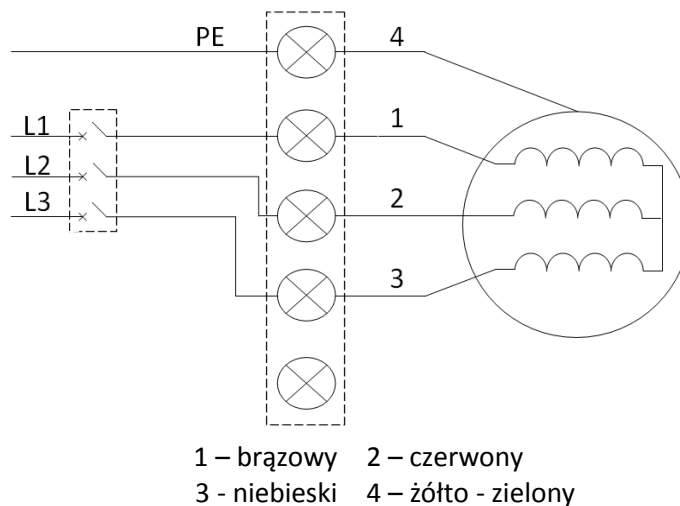 PE 4
L1 1
L2
L3 2
3
1 – brązowy 2 – czerwony
3 - niebieski 4 – żółto - zielony